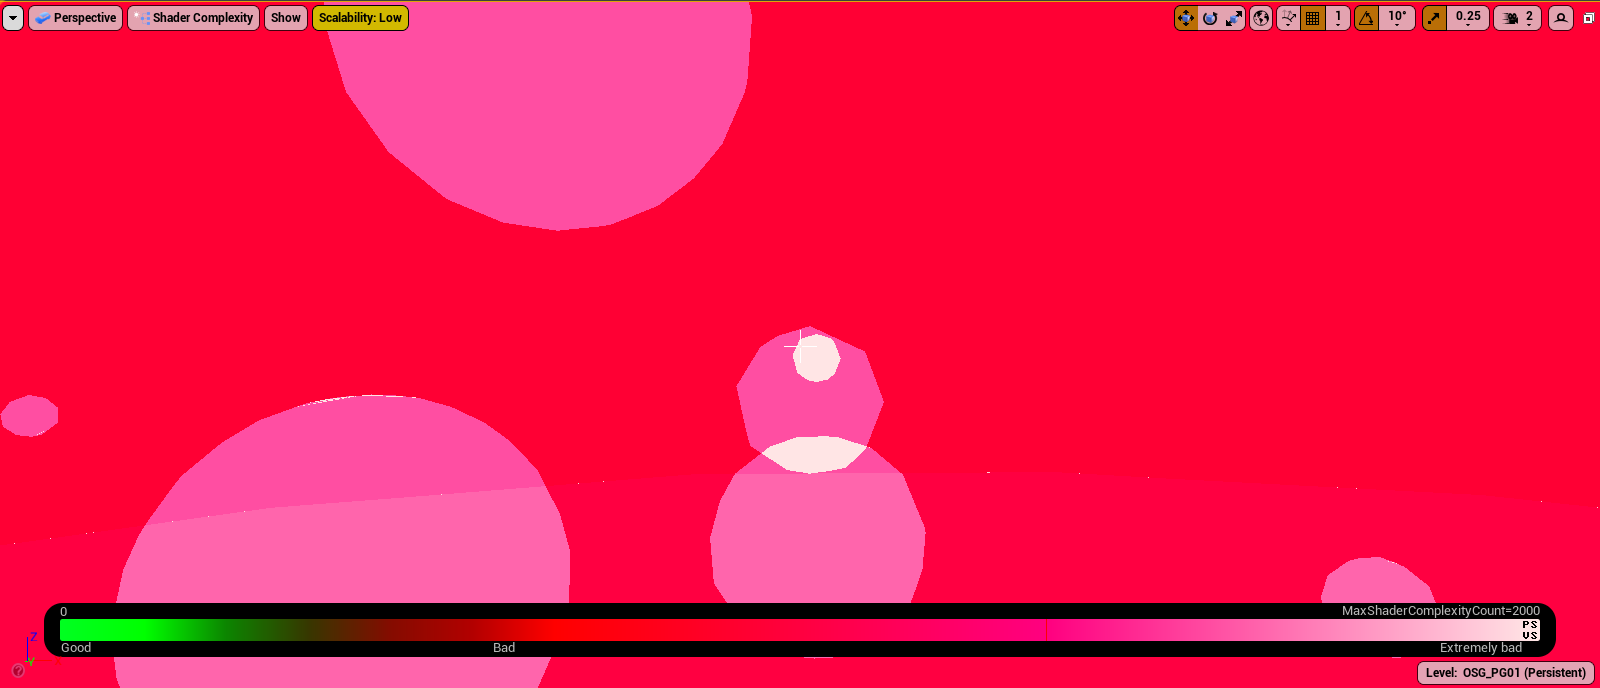 Perspective
Shader Complexity
Show
Scalability: Low
1
10°
0.25
2
0
MaxShaderComplexityCount=2000
PS
VS
Good
Bad
Extremely bad
Z
Y
?
Level: OSG_PG01 (Persistent)